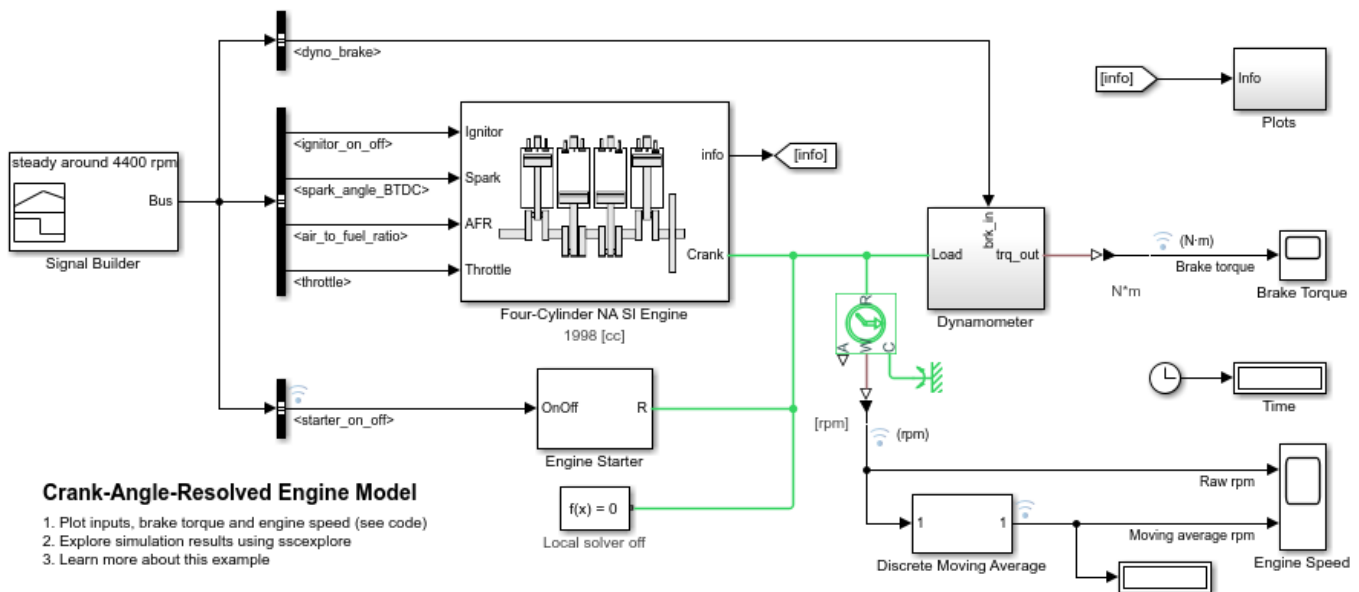 <dyno_brake>
[info]
Info
Plots
steady around 4400 rpm
Bus
Signal Builder
<ignitor_on_off>
<spark_angle_BTDC>
<air_to_fuel_ratio>
<throttle>
Ignitor
Spark
AFR
Throttle
info
Crank
[info]
Four-Cylinder NA SI Engine
1998 [cc]
brk_in
Load
trq_out
Dynamometer
N*m
(N·m)
Brake torque
Brake Torque
R
A
W
C
Time
<starter_on_off>
OnOff
R
Engine Starter
f(x) = 0
Local solver off
[rpm]
(rpm)
Raw rpm
1
1
Discrete Moving Average
Moving average rpm
Engine Speed
Crank-Angle-Resolved Engine Model
1. Plot inputs, brake torque and engine speed (see code)
2. Explore simulation results using sscexplore
3. Learn more about this example